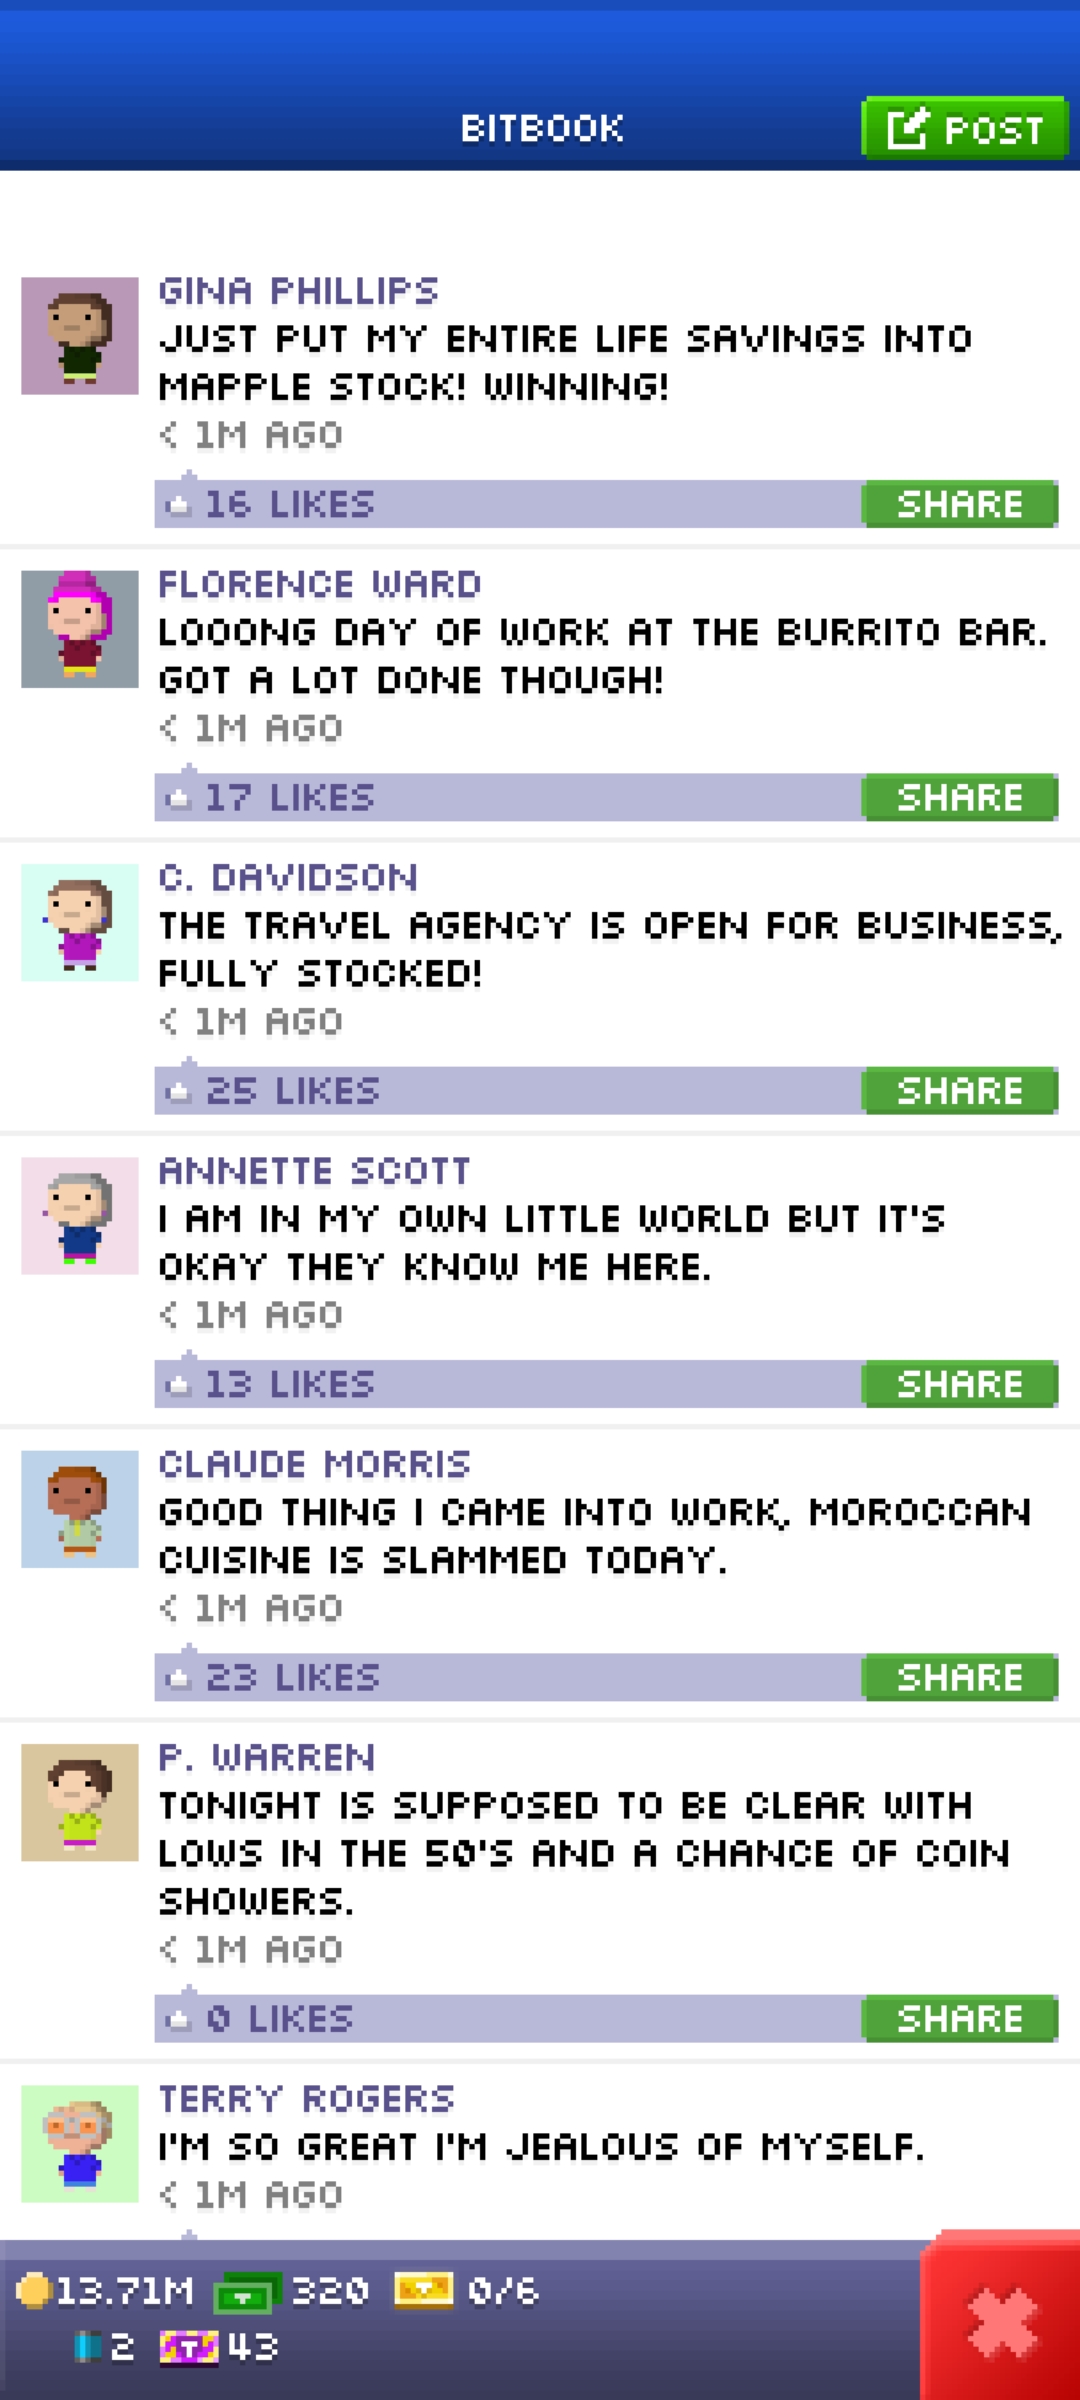 BITBOOK
POST
GINA PHILLIPS
JUST PUT MY ENTIRE LIFE SAVINGS INTO
MAPPLE STOCK! WINNING!
< 1M AGO
16 LIKES
SHARE
FLORENCE WARD
LOOONG DAY OF WORK AT THE BURRITO BAR.
GOT A LOT DONE THOUGH!
< 1M AGO
17 LIKES
SHARE
C. DAVIDSON
THE TRAVEL AGENCY IS OPEN FOR BUSINESS,
FULLY STOCKED!
< 1M AGO
25 LIKES
SHARE
ANNETTE SCOTT
I AM IN MY OWN LITTLE WORLD BUT IT'S
OKAY THEY KNOW ME HERE.
< 1M AGO
13 LIKES
SHARE
CLAUDE MORRIS
GOOD THING I CAME INTO WORK, MOROCCAN
CUISINE IS SLAMMED TODAY.
< 1M AGO
23 LIKES
SHARE
P. WARREN
TONIGHT IS SUPPOSED TO BE CLEAR WITH
LOWS IN THE 50'S AND A CHANCE OF COIN
SHOWERS.
< 1M AGO
0 LIKES
SHARE
TERRY ROGERS
I'M SO GREAT I'M JEALOUS OF MYSELF.
< 1M AGO
13.71M 320 0/6
2 T 43